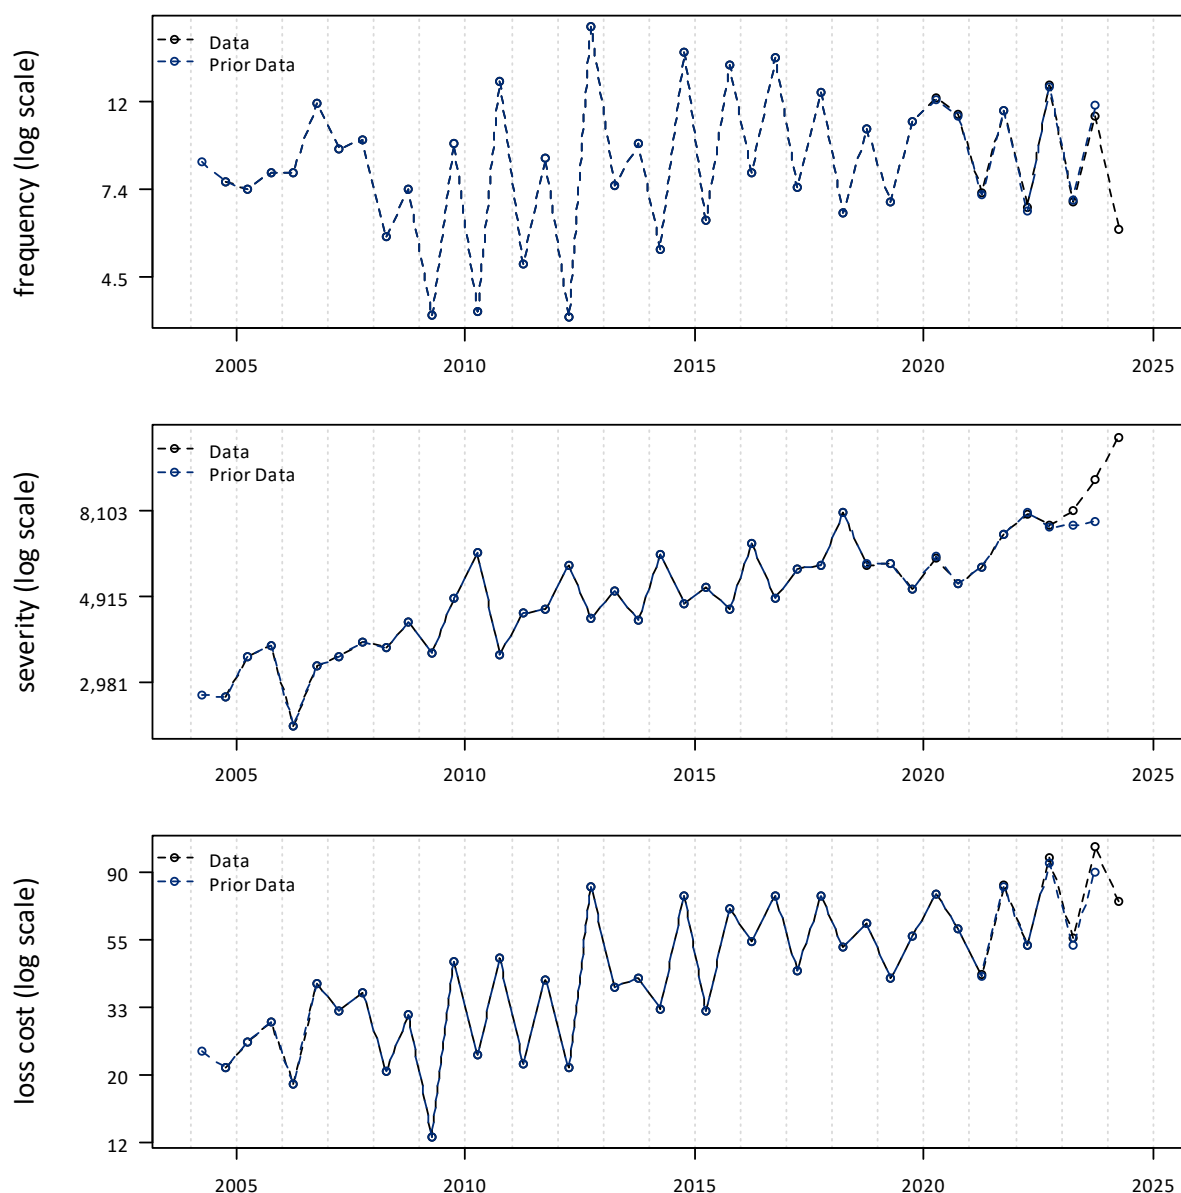 frequency (log scale)
Data
Prior Data
12
7.4
4.5
2005 2010 2015 2020 2025
severity (log scale)
Data
Prior Data
8,103
4,915
2,981
2005 2010 2015 2020 2025
loss cost (log scale)
Data
Prior Data
90
55
33
20
12
2005 2010 2015 2020 2025